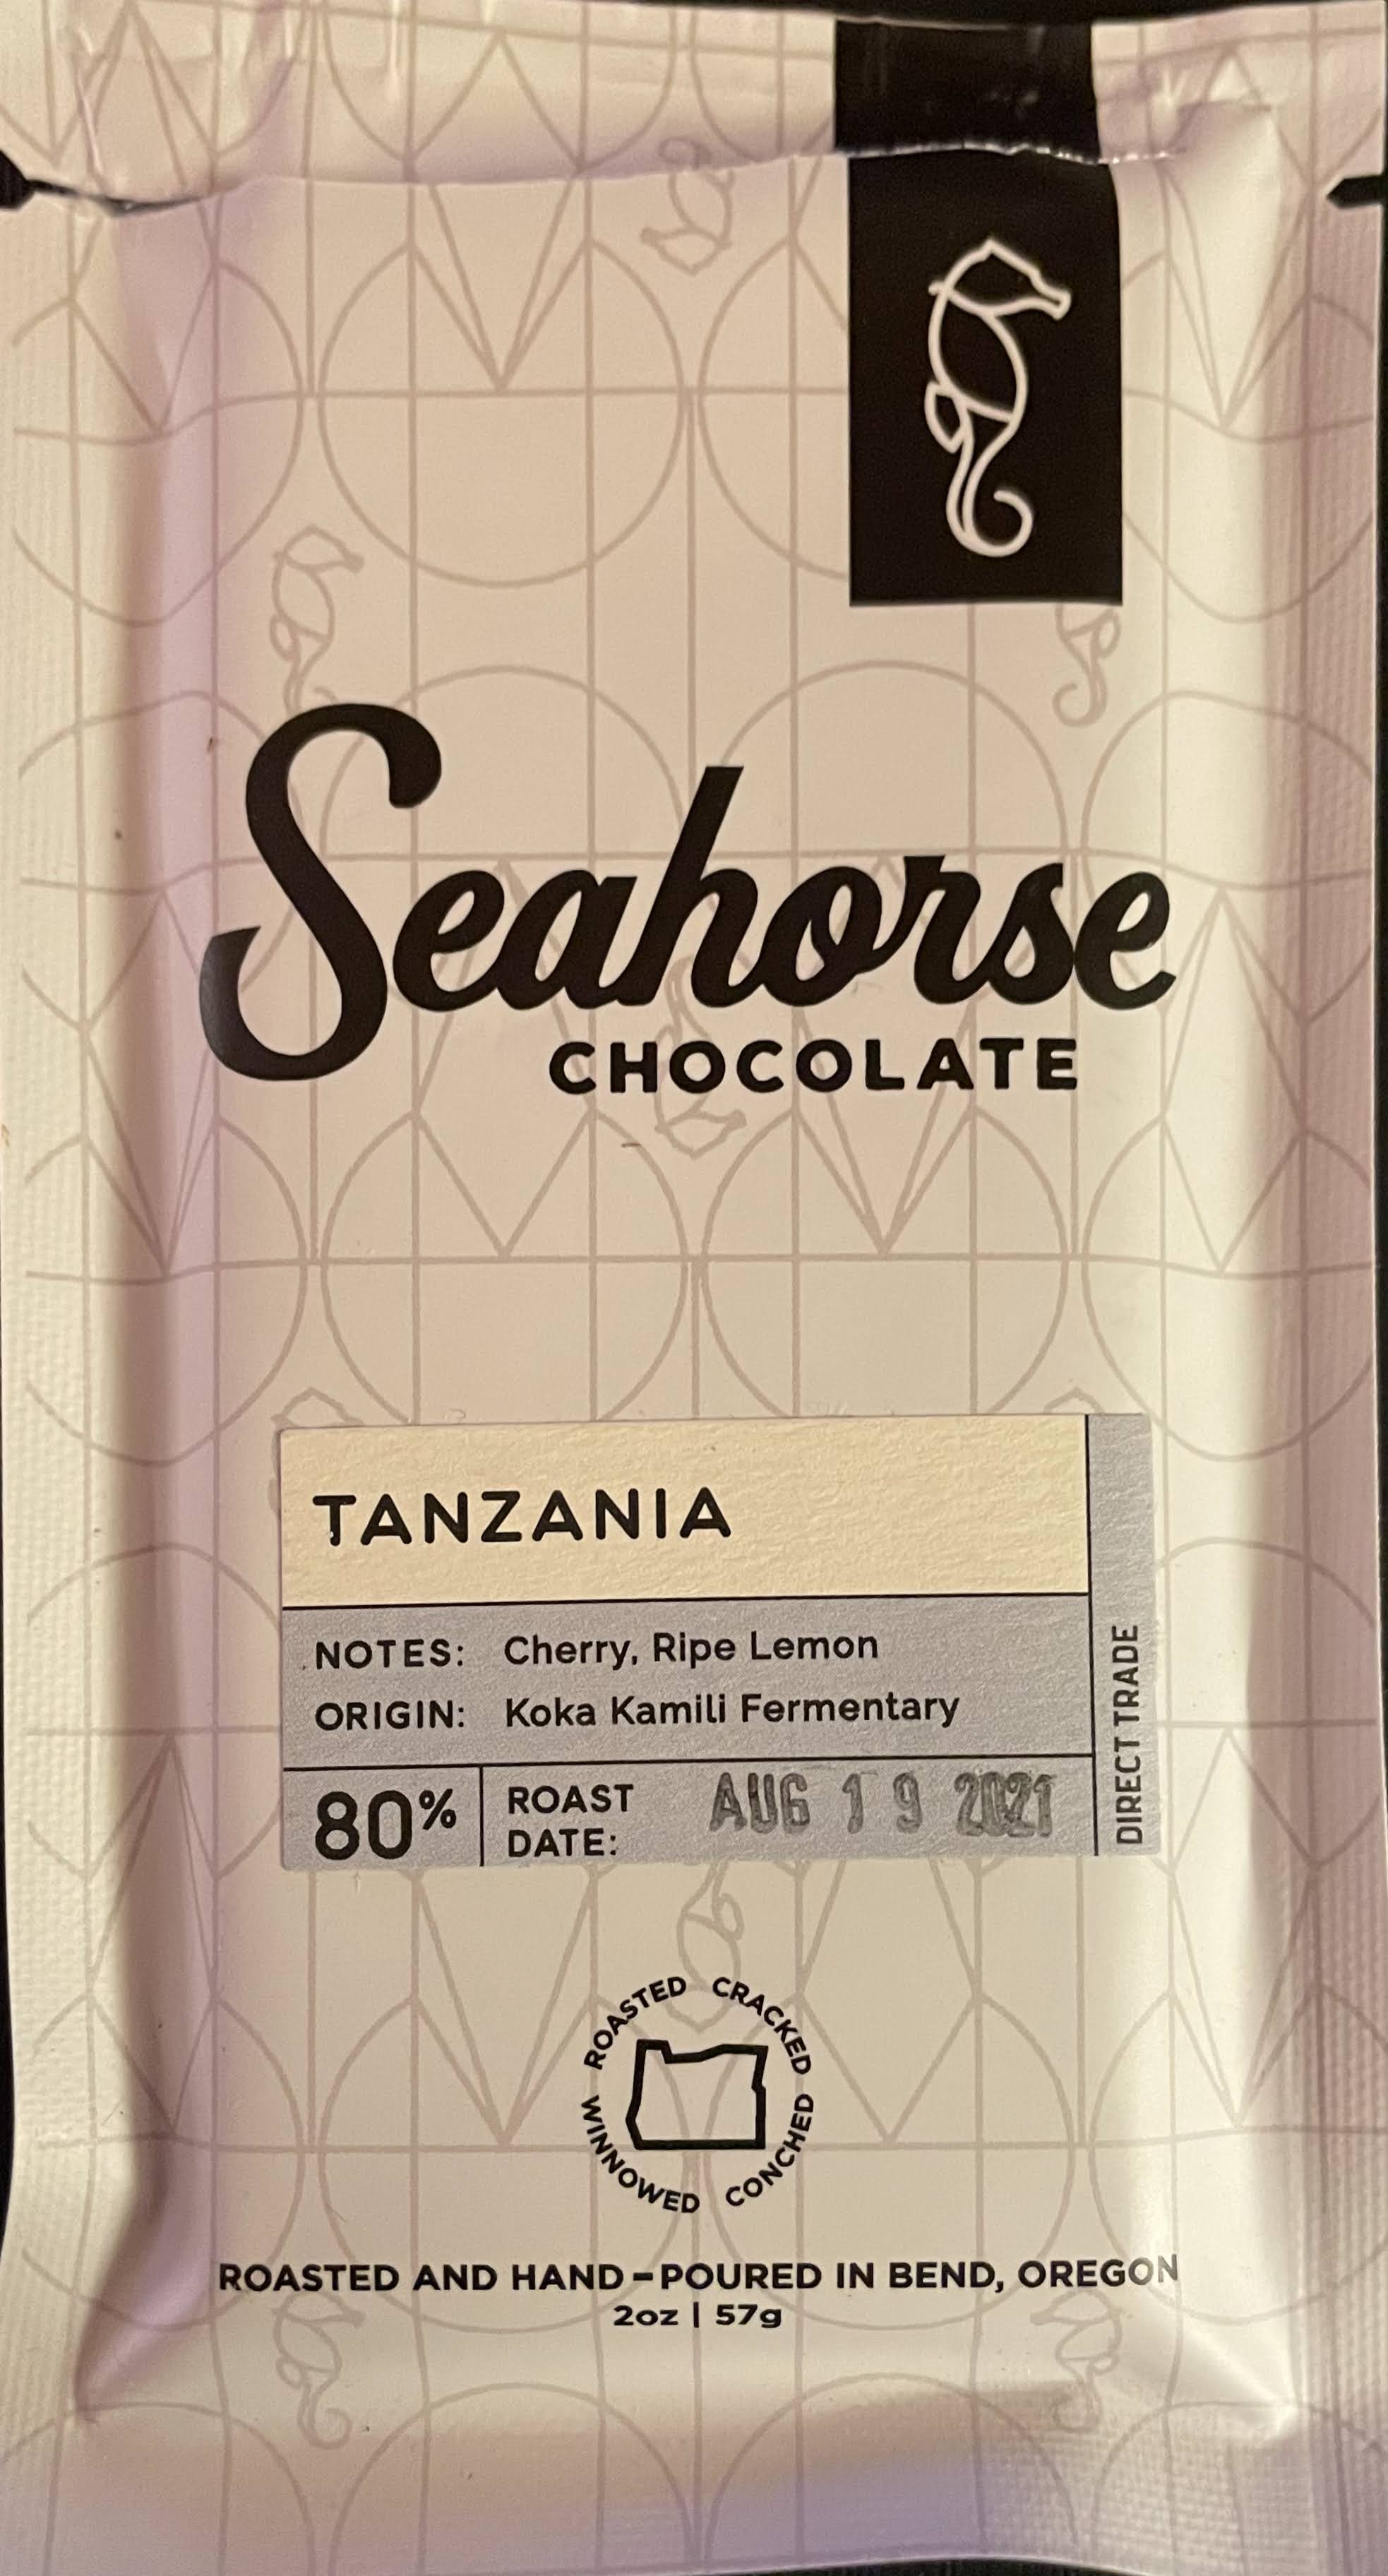 Seahorse
CHOCOLATE
TANZANIA
NOTES: Cherry, Ripe Lemon
ORIGIN: Koka Kamili Fermentary
80%
ROAST
DATE:
AUG 19 2021
DIRECT TRADE
ROASTED CRACKED
WINNOWED CONCHED
ROASTED AND HAND-POURED IN BEND, OREGON
2oz | 57g